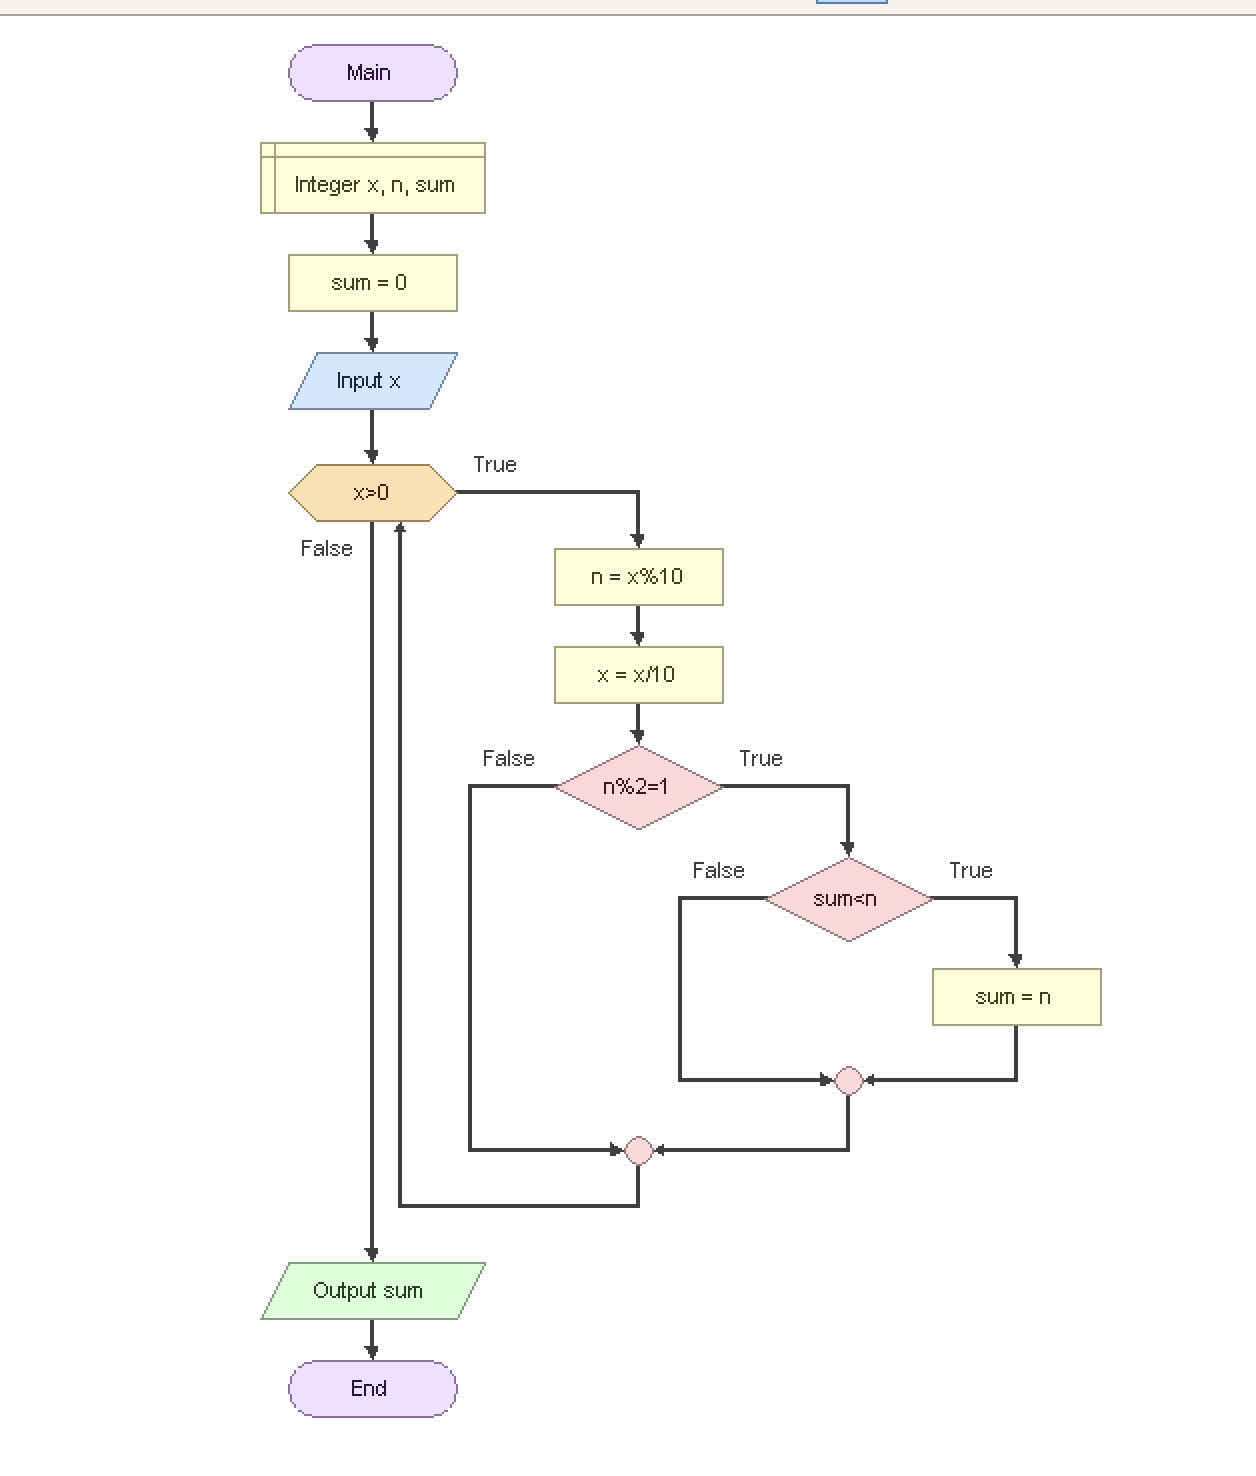 Main
Integer x, n, sum
sum = 0
Input x
x>0
True
False
n = x%10
x = x/10
n%2=1
False
True
sum<n
False
True
sum = n
Output sum
End